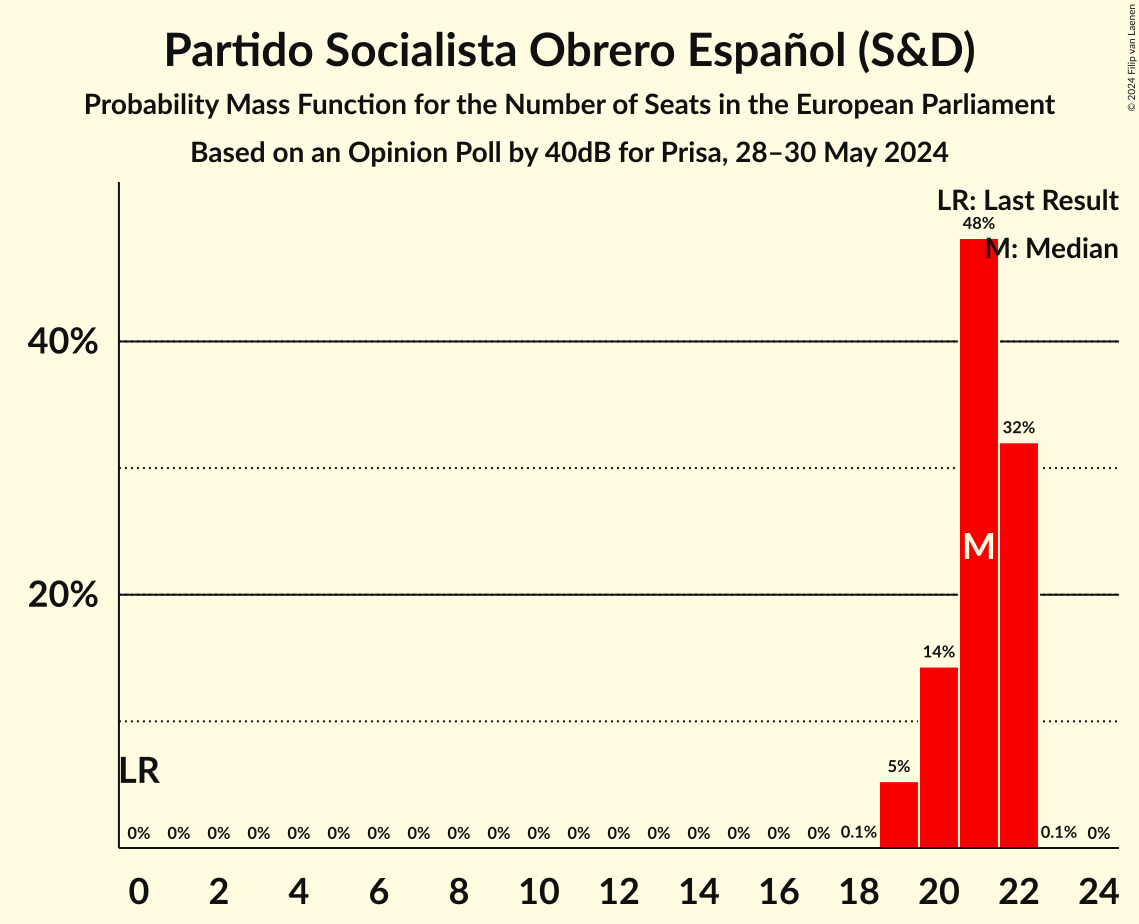 Partido Socialista Obrero Español (S&D)
Probability Mass Function for the Number of Seats in the European Parliament
Based on an Opinion Poll by 40dB for Prisa, 28–30 May 2024
© 2024 Filip van Laenen
LR: Last Result
48%
M: Median
40%
32%
M
20%
14%
LR
5%
0% 0% 0% 0% 0% 0% 0% 0% 0% 0% 0% 0% 0% 0% 0% 0% 0% 0% 0.1% 0.1% 0%
0 2 4 6 8 10 12 14 16 18 20 22 24